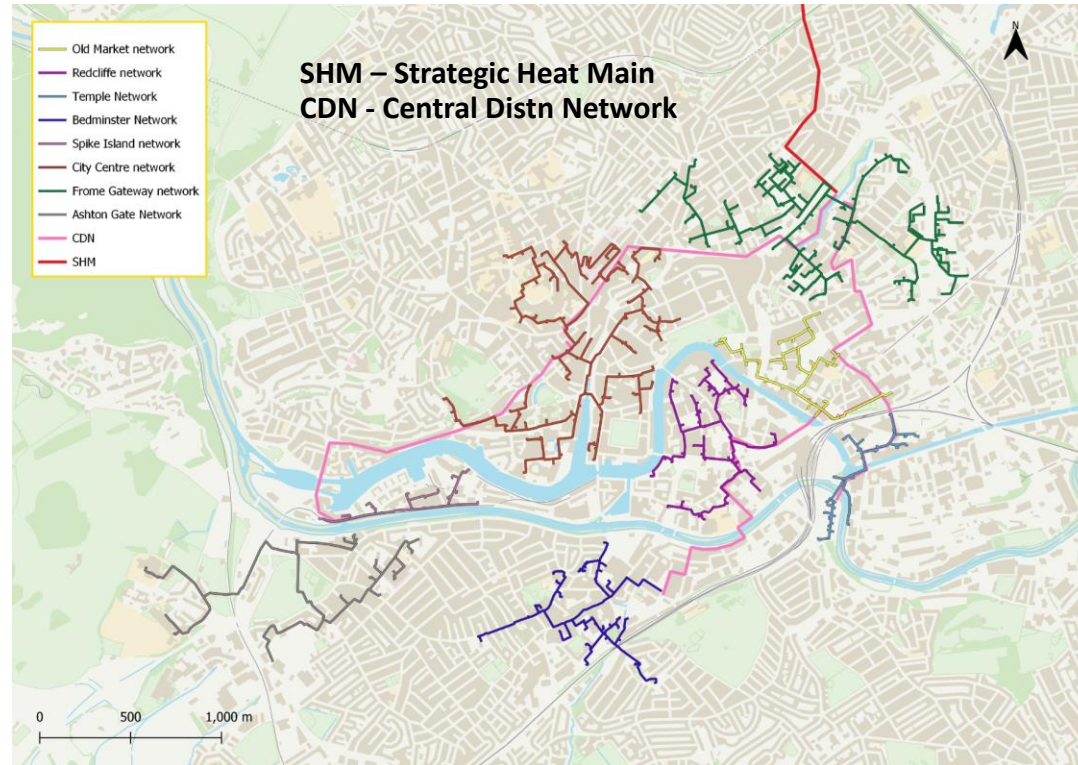 Old Market network
Redcliffe network
Temple Network
Bedminster Network
Spike Island network
City Centre network
Frome Gateway network
Ashton Gate Network
CDN
SHM
SHM – Strategic Heat Main
CDN - Central Distn Network
N
0 500 1,000 m